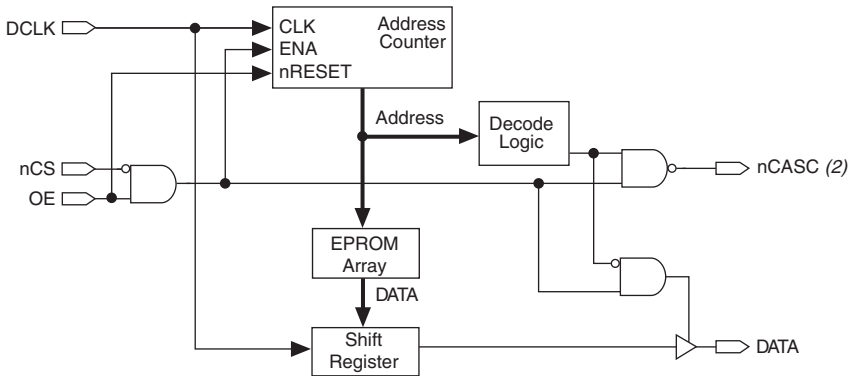 DCLK
CLK
ENA
nRESET
Address
Counter
Address
Decode
Logic
nCS
OE
nCASC (2)
EPROM
Array
DATA
Shift
Register
DATA